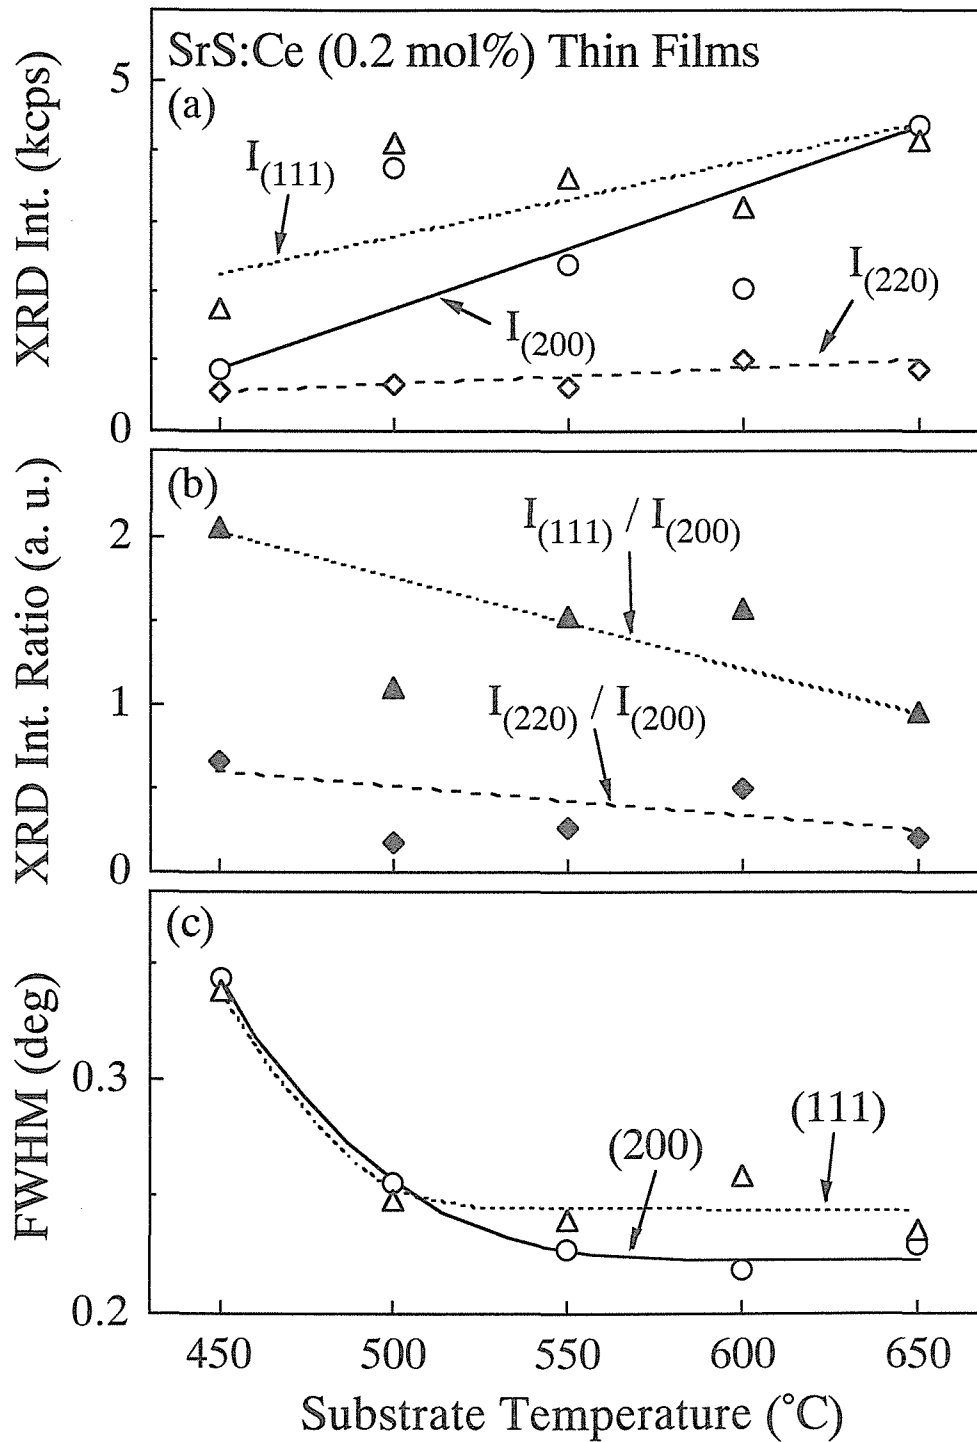 SrS:Ce (0.2 mol%) Thin Films
XRD Int. (kcps)
5
0
(a)
I(111)
I(200)
I(220)
XRD Int. Ratio (a. u.)
2
1
0
(b)
I(111) / I(200)
I(220) / I(200)
FWHM (deg)
0.3
0.2
(c)
(200)
(111)
450 500 550 600 650
Substrate Temperature (°C)